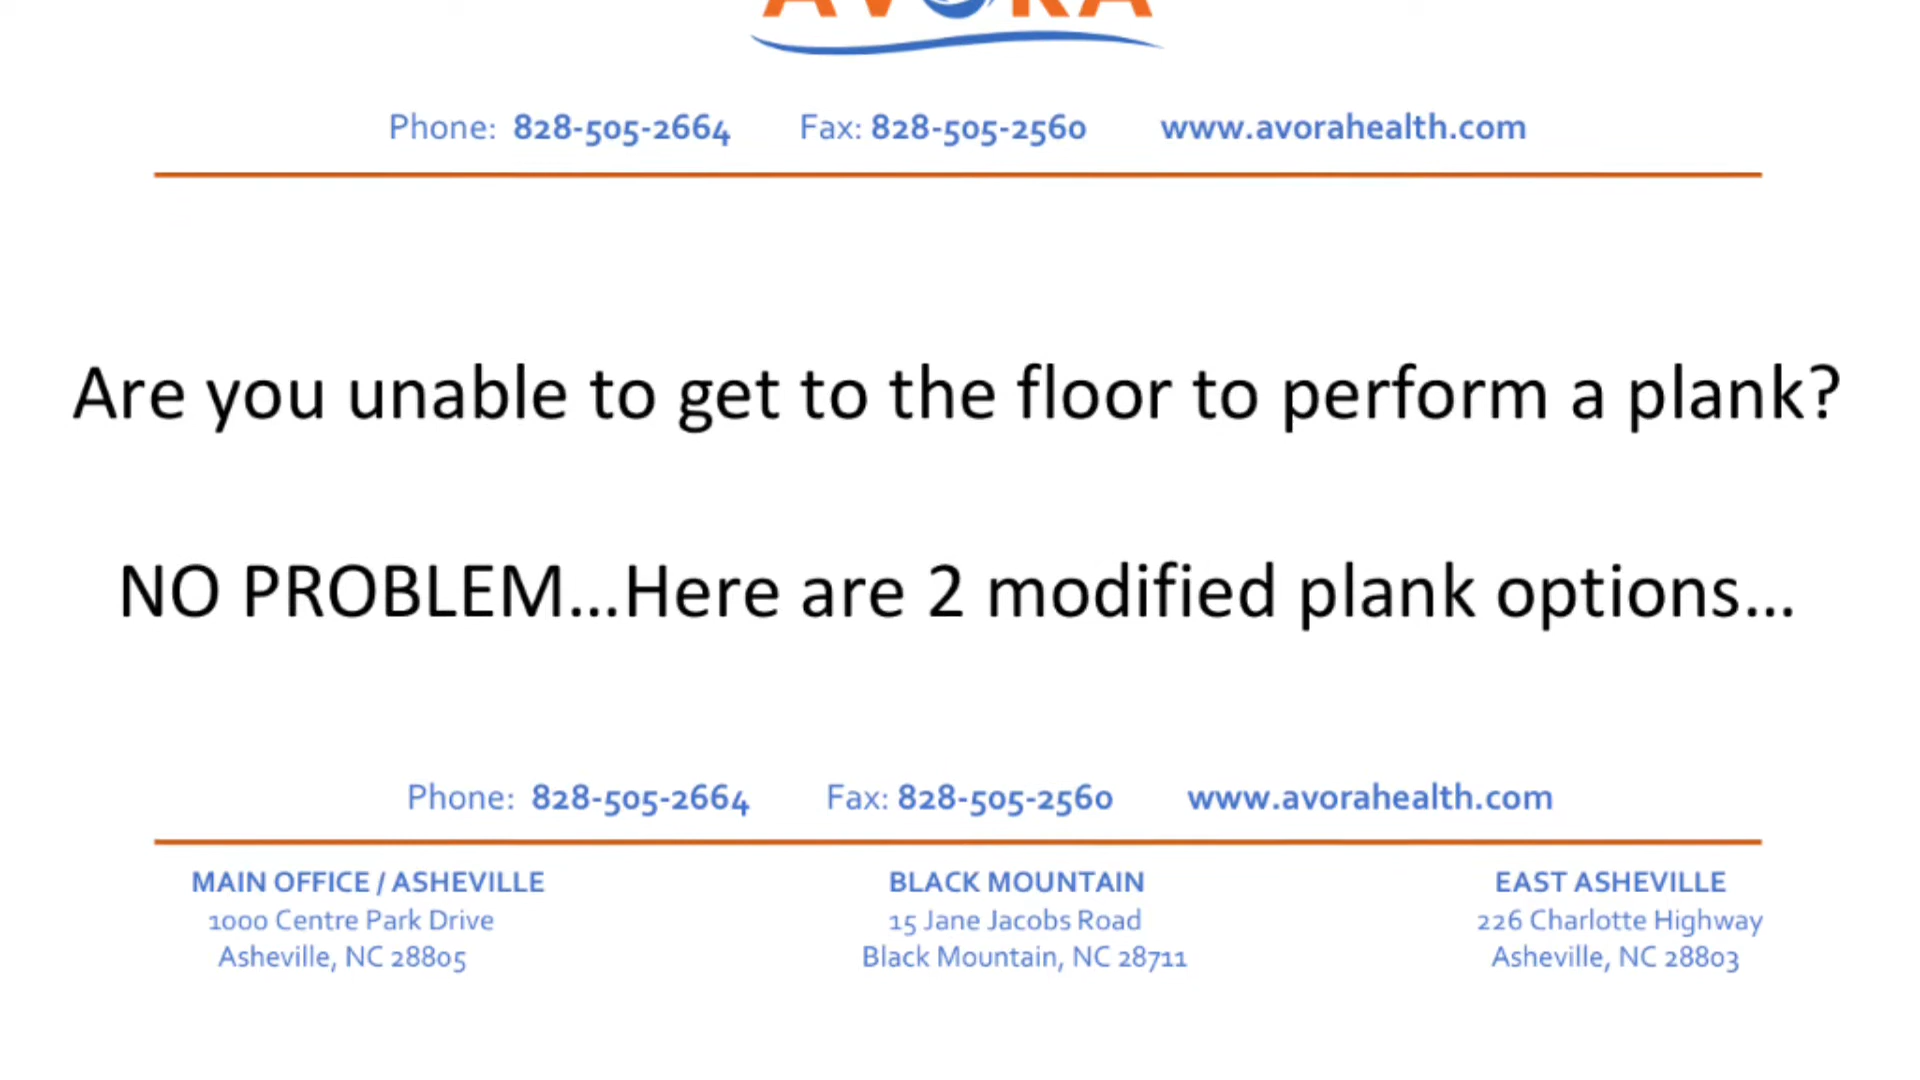 AVORA
Phone: 828-505-2664 Fax: 828-505-2560 www.avorahealth.com
Are you unable to get to the floor to perform a plank?
NO PROBLEM...Here are 2 modified plank options...
Phone: 828-505-2664 Fax: 828-505-2560 www.avorahealth.com
MAIN OFFICE / ASHEVILLE
1000 Centre Park Drive
Asheville, NC 28805
BLACK MOUNTAIN
15 Jane Jacobs Road
Black Mountain, NC 28711
EAST ASHEVILLE
226 Charlotte Highway
Asheville, NC 28803